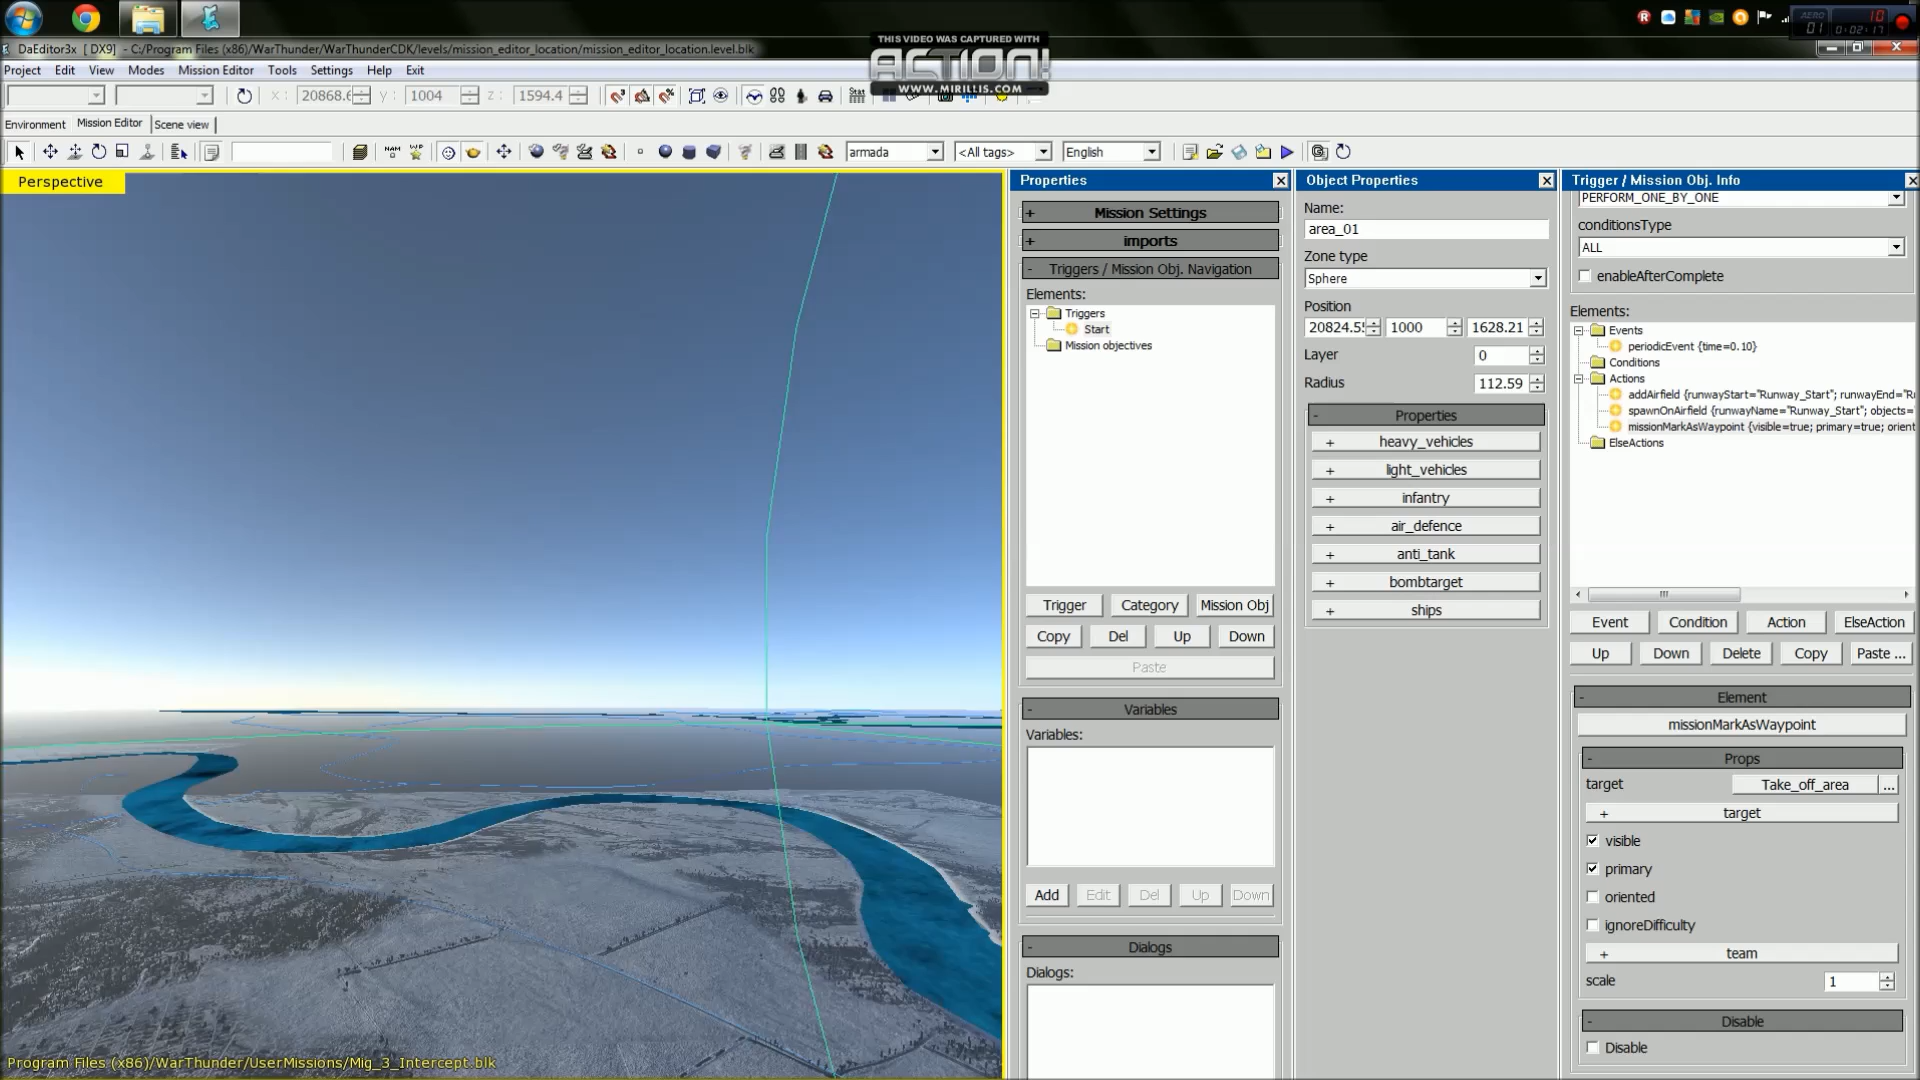 THIS VIDEO WAS CAPTURED WITH
ACTION!
WWW.MIRILLIS.COM
DaEditor3x [ DX9] - C:/Program Files (x86)/WarThunder/WarThunderCDK/levels/mission_editor_location/mission_editor_location.level.blk
Project Edit View Modes Mission Editor Tools Settings Help Exit
x: 20868.6 y: 1004 z: 1594.4 Stat
Environment Mission Editor Scene view
armada <All tags> English
Perspective
Properties
+ Mission Settings
+ imports
- Triggers / Mission Obj. Navigation
Elements:
Triggers
Start
Mission objectives
Trigger Category Mission Obj
Copy Del Up Down
Paste
- Variables
Variables:
Add Edit Del Up Down
- Dialogs
Dialogs:
Object Properties
Name:
area_01
Zone type
Sphere
Position
20824.5 1000 1628.21
Layer 0
Radius 112.59
- Properties
+ heavy_vehicles
+ light_vehicles
+ infantry
+ air_defence
+ anti_tank
+ bombtarget
+ ships
Trigger / Mission Obj. Info
PERFORM_ONE_BY_ONE
conditionsType
ALL
enableAfterComplete
Elements:
Events
periodicEvent {time=0.10}
Conditions
Actions
addAirfield {runwayStart="Runway_Start"; runwayEnd="R
spawnOnAirfield {runwayName="Runway_Start"; objects=
missionMarkAsWaypoint {visible=true; primary=true; orient
ElseActions
Event Condition Action ElseAction
Up Down Delete Copy Paste ...
- Element
missionMarkAsWaypoint
- Props
target Take_off_area ...
+ target
visible
primary
oriented
ignoreDifficulty
+ team
scale 1
- Disable
Disable
Program Files (x86)/WarThunder/UserMissions/Mig_3_Intercept.blk